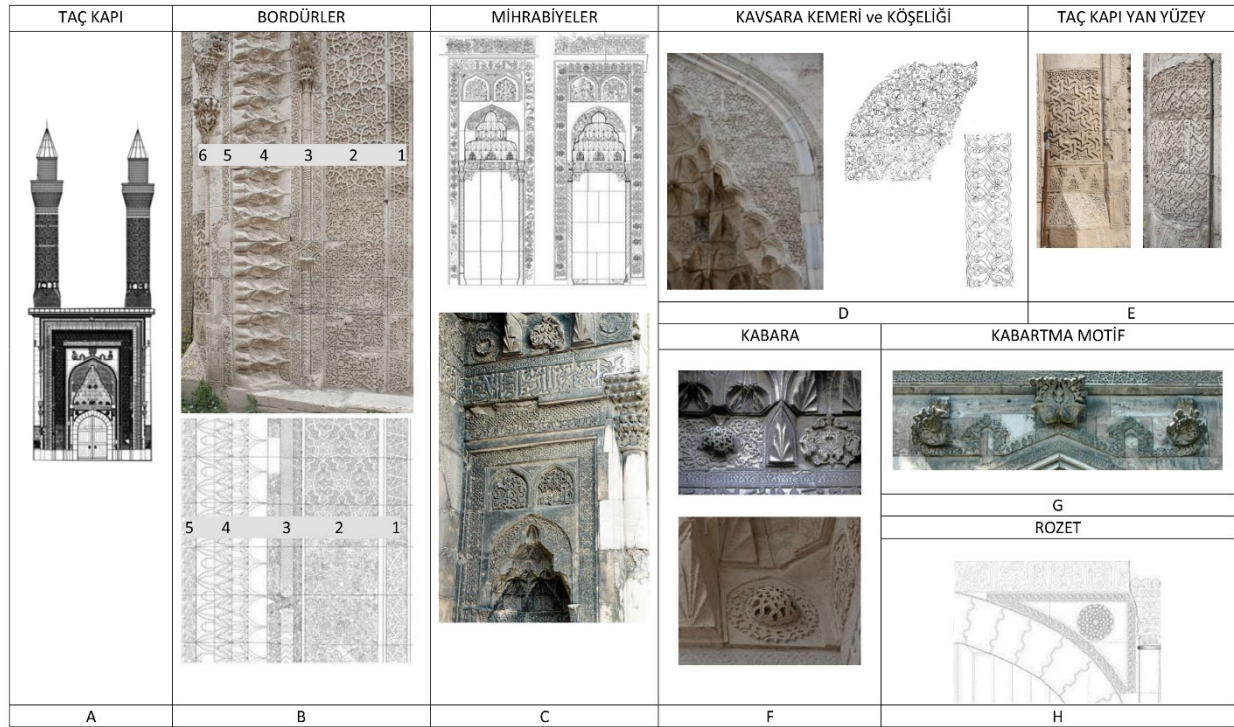 TAÇ KAPI
BORDÜRLER
MİHRABİYELER
KAVSARA KEMERİ ve KÖŞELİĞİ
TAÇ KAPI YAN YÜZEY
6 5 4 3 2 1
5 4 3 2 1
D
E
KABARA
KABARTMA MOTİF
G
ROZET
A
B
C
F
H